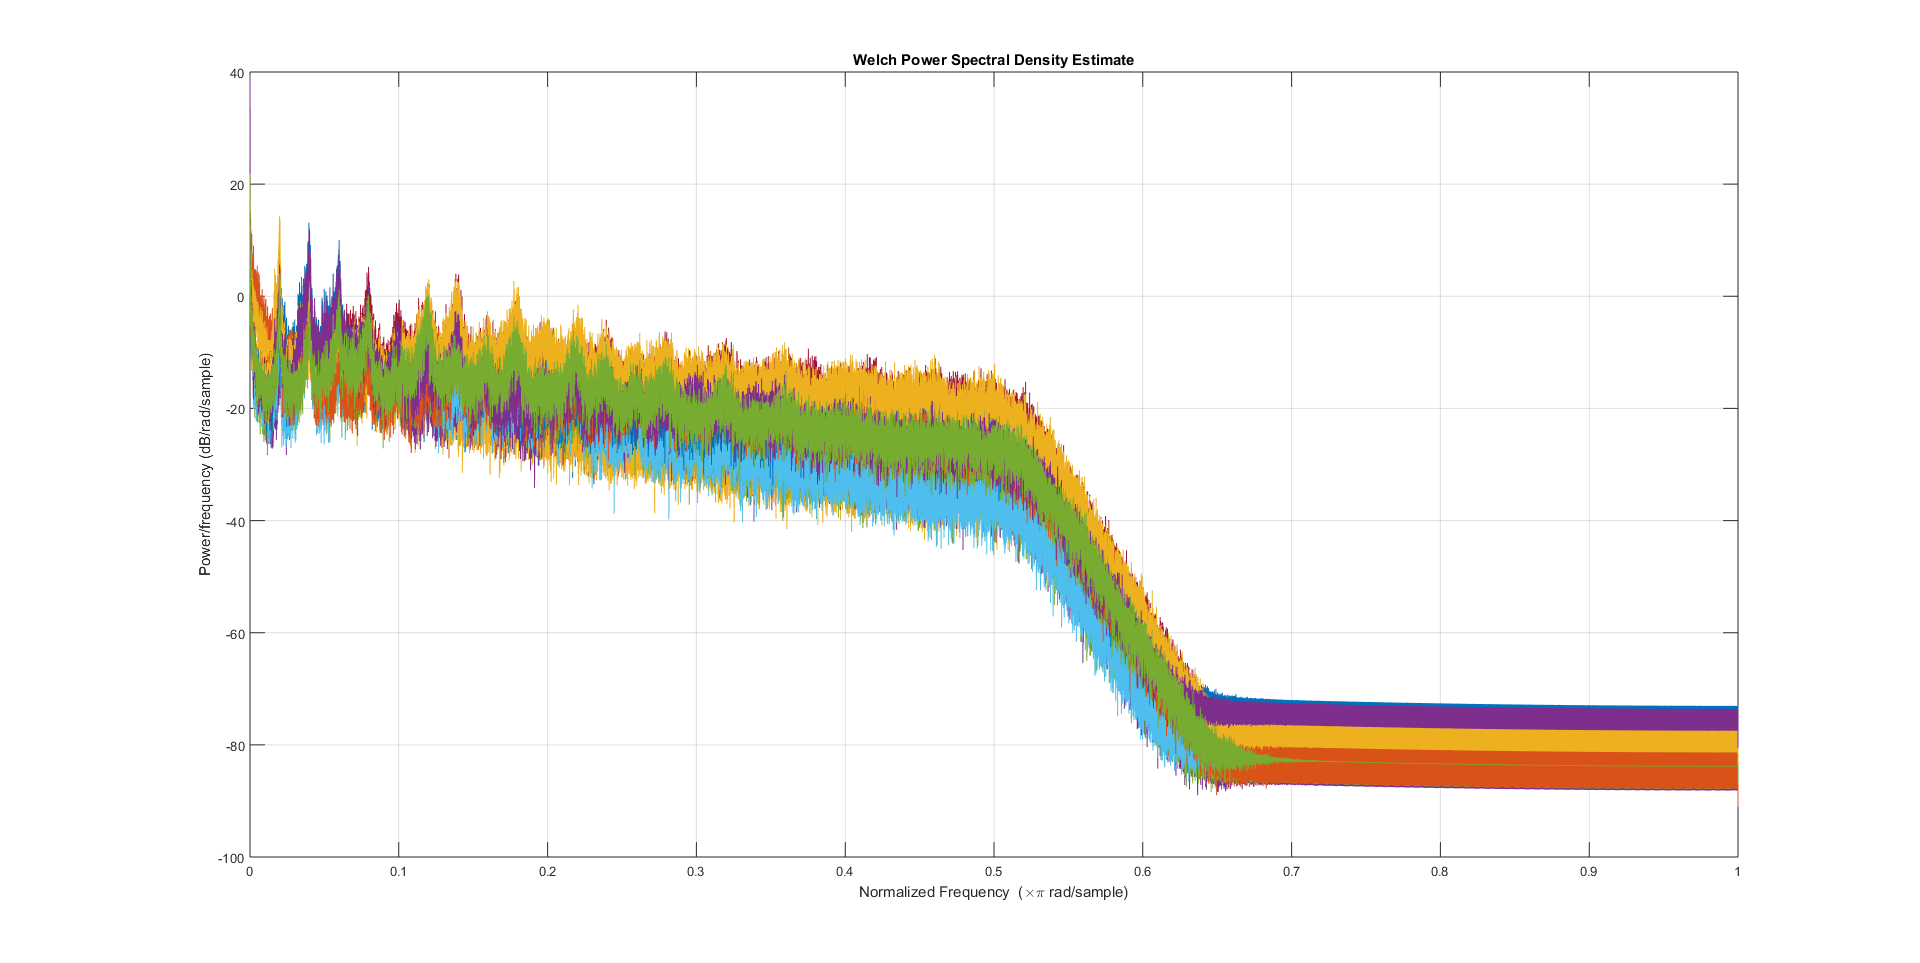 Welch Power Spectral Density Estimate
Power/frequency (dB/rad/sample)
40
20
0
-20
-40
-60
-80
-100
0 0.1 0.2 0.3 0.4 0.5 0.6 0.7 0.8 0.9 1
Normalized Frequency (×π rad/sample)